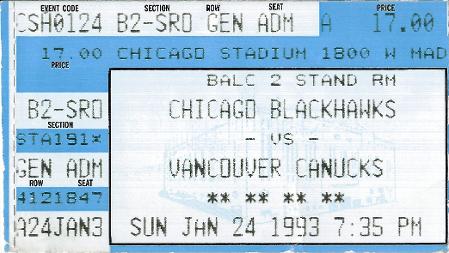 EVENT CODE SECTION ROW SEAT PRICE
CSH0124 B2-SRO GEN ADM A 17.00
17.00 CHICAGO STADIUM 1800 W MAD
PRICE
BALC 2 STAND RM
B2-SRO CHICAGO BLACKHAWKS
SECTION
STA191* - VS -
GEN ADM VANCOUVER CANUCKS
ROW SEAT
4121847 ** ** ** **
A24JAN3 SUN JAN 24 1993 7:35 PM